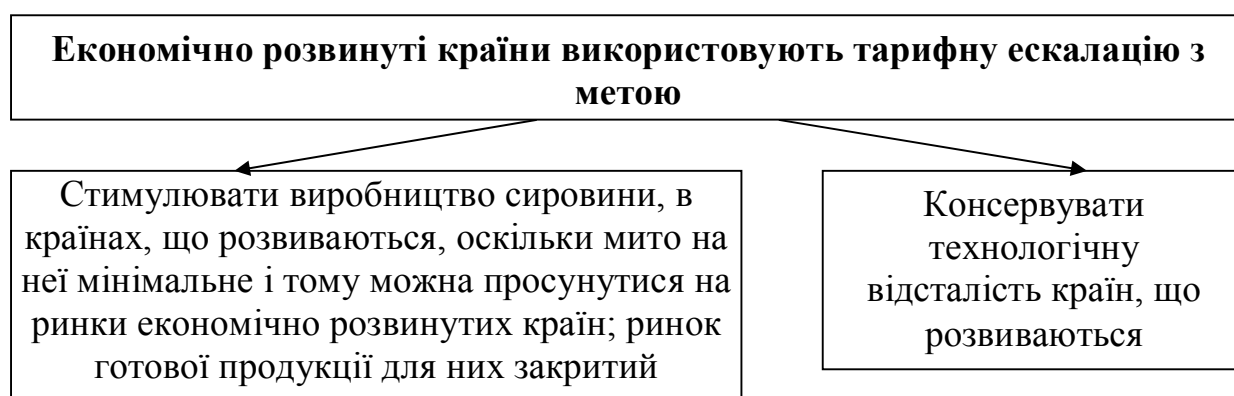 Економічно розвинуті країни використовують тарифну ескалацію з
метою
Стимулювати виробництво сировини, в
країнах, що розвиваються, оскільки мито на
неї мінімальне і тому можна просунутися на
ринки економічно розвинутих країн; ринок
готової продукції для них закритий
Консервувати
технологічну
відсталість країн, що
розвиваються